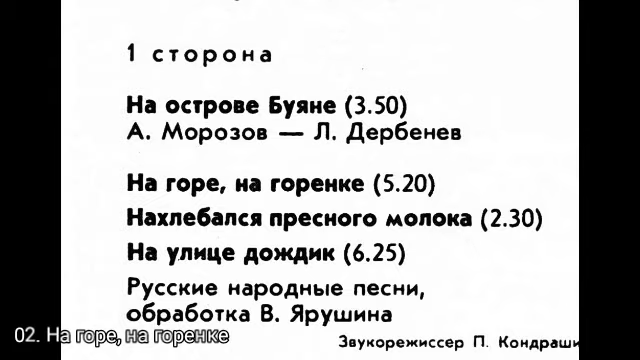 1 сторона
На острове Буяне (3.50)
А. Морозов — Л. Дербенев
На горе, на горенке (5.20)
Нахлебался пресного молока (2.30)
На улице дождик (6.25)
Русские народные песни,
обработка В. Ярушина
02. На горе, на горенке
Звукорежиссер П. Кондраши